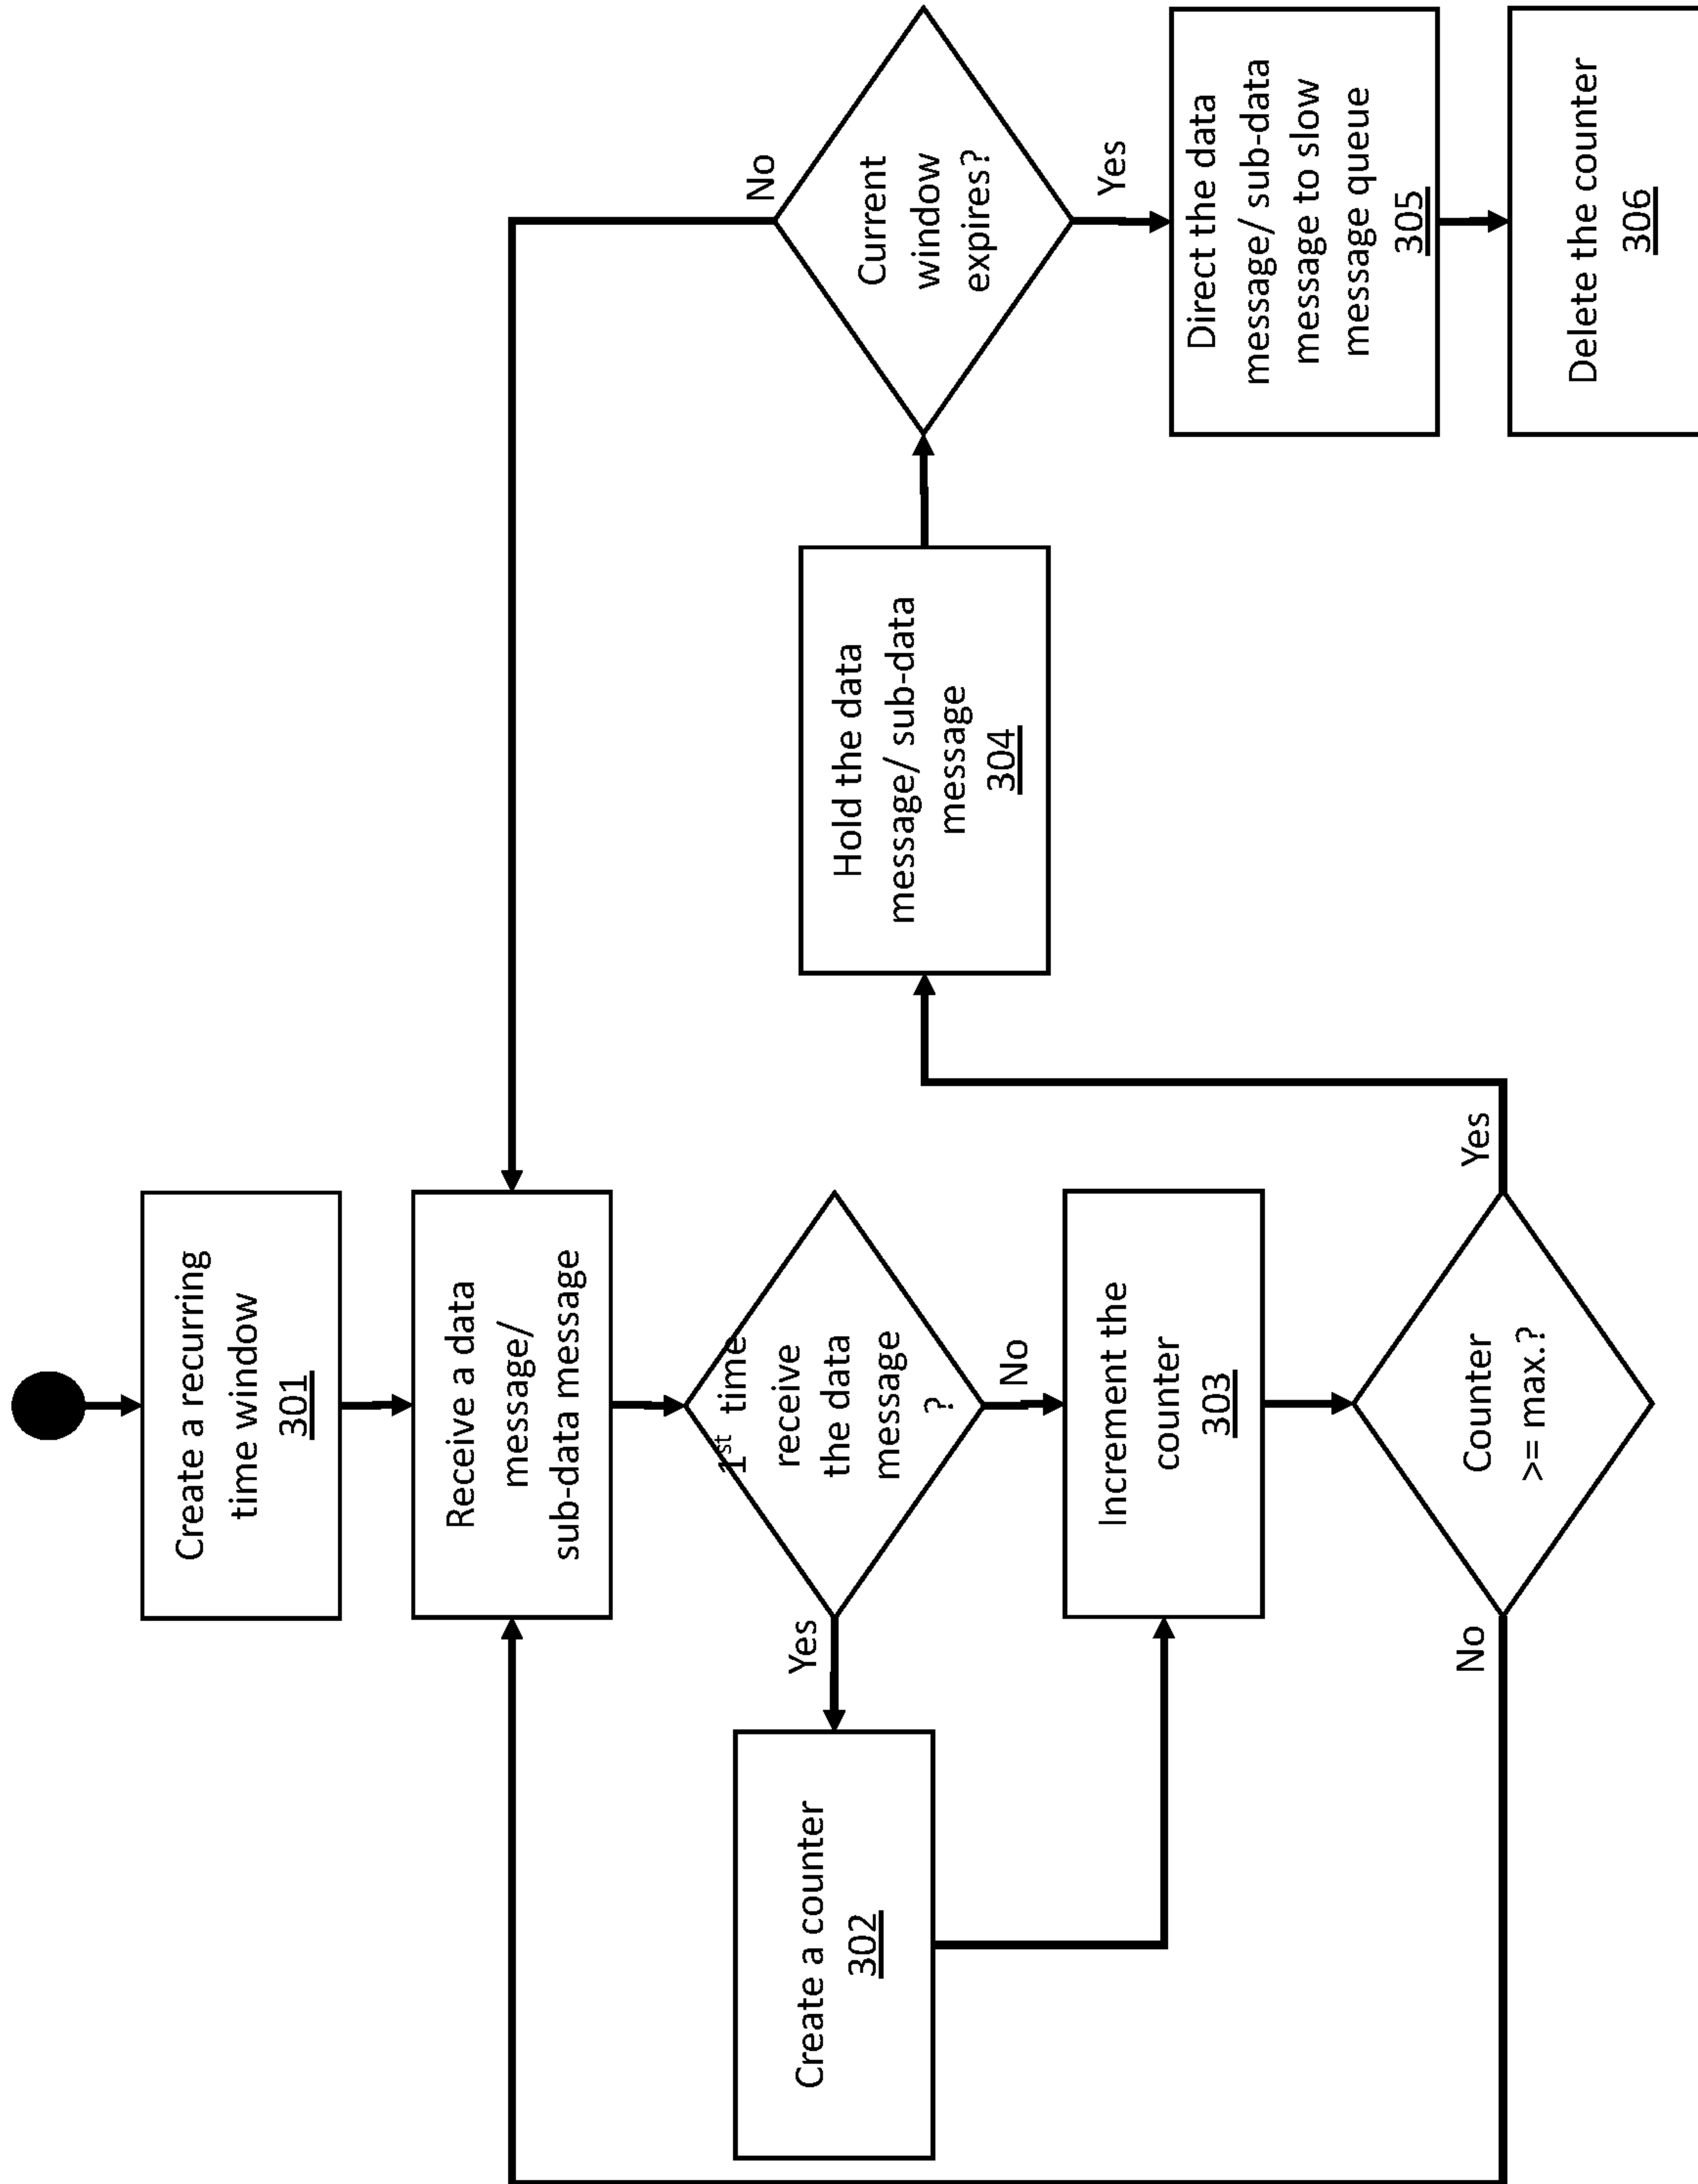 Create a recurring
time window
301
Receive a data
message/
sub-data message
1st time
receive
the data
message
?
Yes
No
Create a counter
302
Increment the
counter
303
Counter
>= max.?
No
Yes
Hold the data
message/ sub-data
message
304
Current
window
expires?
No
Yes
Direct the data
message/ sub-data
message to slow
message queue
305
Delete the counter
306